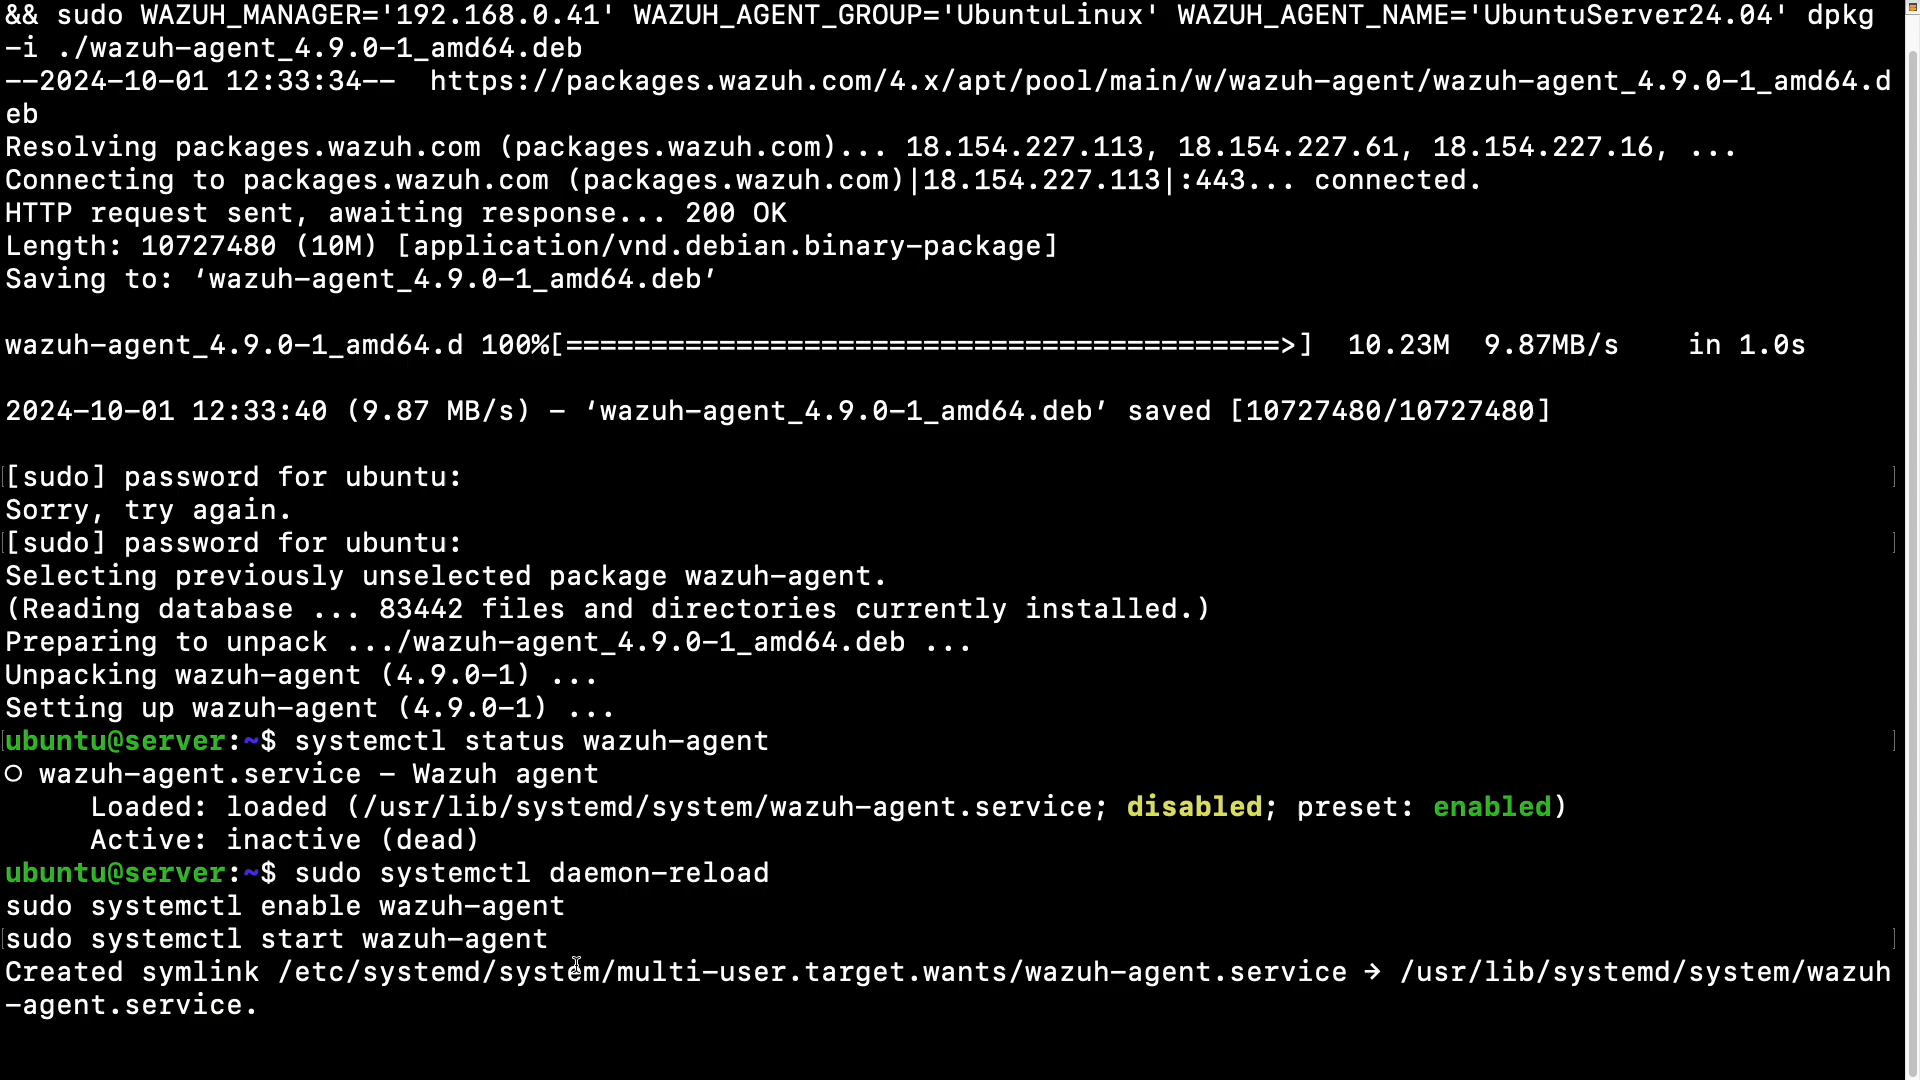 && sudo WAZUH_MANAGER='192.168.0.41' WAZUH_AGENT_GROUP='UbuntuLinux' WAZUH_AGENT_NAME='UbuntuServer24.04' dpkg
-i ./wazuh-agent_4.9.0-1_amd64.deb
--2024-10-01 12:33:34--  https://packages.wazuh.com/4.x/apt/pool/main/w/wazuh-agent/wazuh-agent_4.9.0-1_amd64.d
eb
Resolving packages.wazuh.com (packages.wazuh.com)... 18.154.227.113, 18.154.227.61, 18.154.227.16, ...
Connecting to packages.wazuh.com (packages.wazuh.com)|18.154.227.113|:443... connected.
HTTP request sent, awaiting response... 200 OK
Length: 10727480 (10M) [application/vnd.debian.binary-package]
Saving to: ‘wazuh-agent_4.9.0-1_amd64.deb’
wazuh-agent_4.9.0-1_amd64.d 100%[==========================================>]  10.23M  9.87MB/s    in 1.0s
2024-10-01 12:33:40 (9.87 MB/s) - ‘wazuh-agent_4.9.0-1_amd64.deb’ saved [10727480/10727480]
[sudo] password for ubuntu:
Sorry, try again.
[sudo] password for ubuntu:
Selecting previously unselected package wazuh-agent.
(Reading database ... 83442 files and directories currently installed.)
Preparing to unpack .../wazuh-agent_4.9.0-1_amd64.deb ...
Unpacking wazuh-agent (4.9.0-1) ...
Setting up wazuh-agent (4.9.0-1) ...
ubuntu@server:~$ systemctl status wazuh-agent
○ wazuh-agent.service - Wazuh agent
     Loaded: loaded (/usr/lib/systemd/system/wazuh-agent.service; disabled; preset: enabled)
     Active: inactive (dead)
ubuntu@server:~$ sudo systemctl daemon-reload
sudo systemctl enable wazuh-agent
sudo systemctl start wazuh-agent
Created symlink /etc/systemd/system/multi-user.target.wants/wazuh-agent.service → /usr/lib/systemd/system/wazuh
-agent.service.